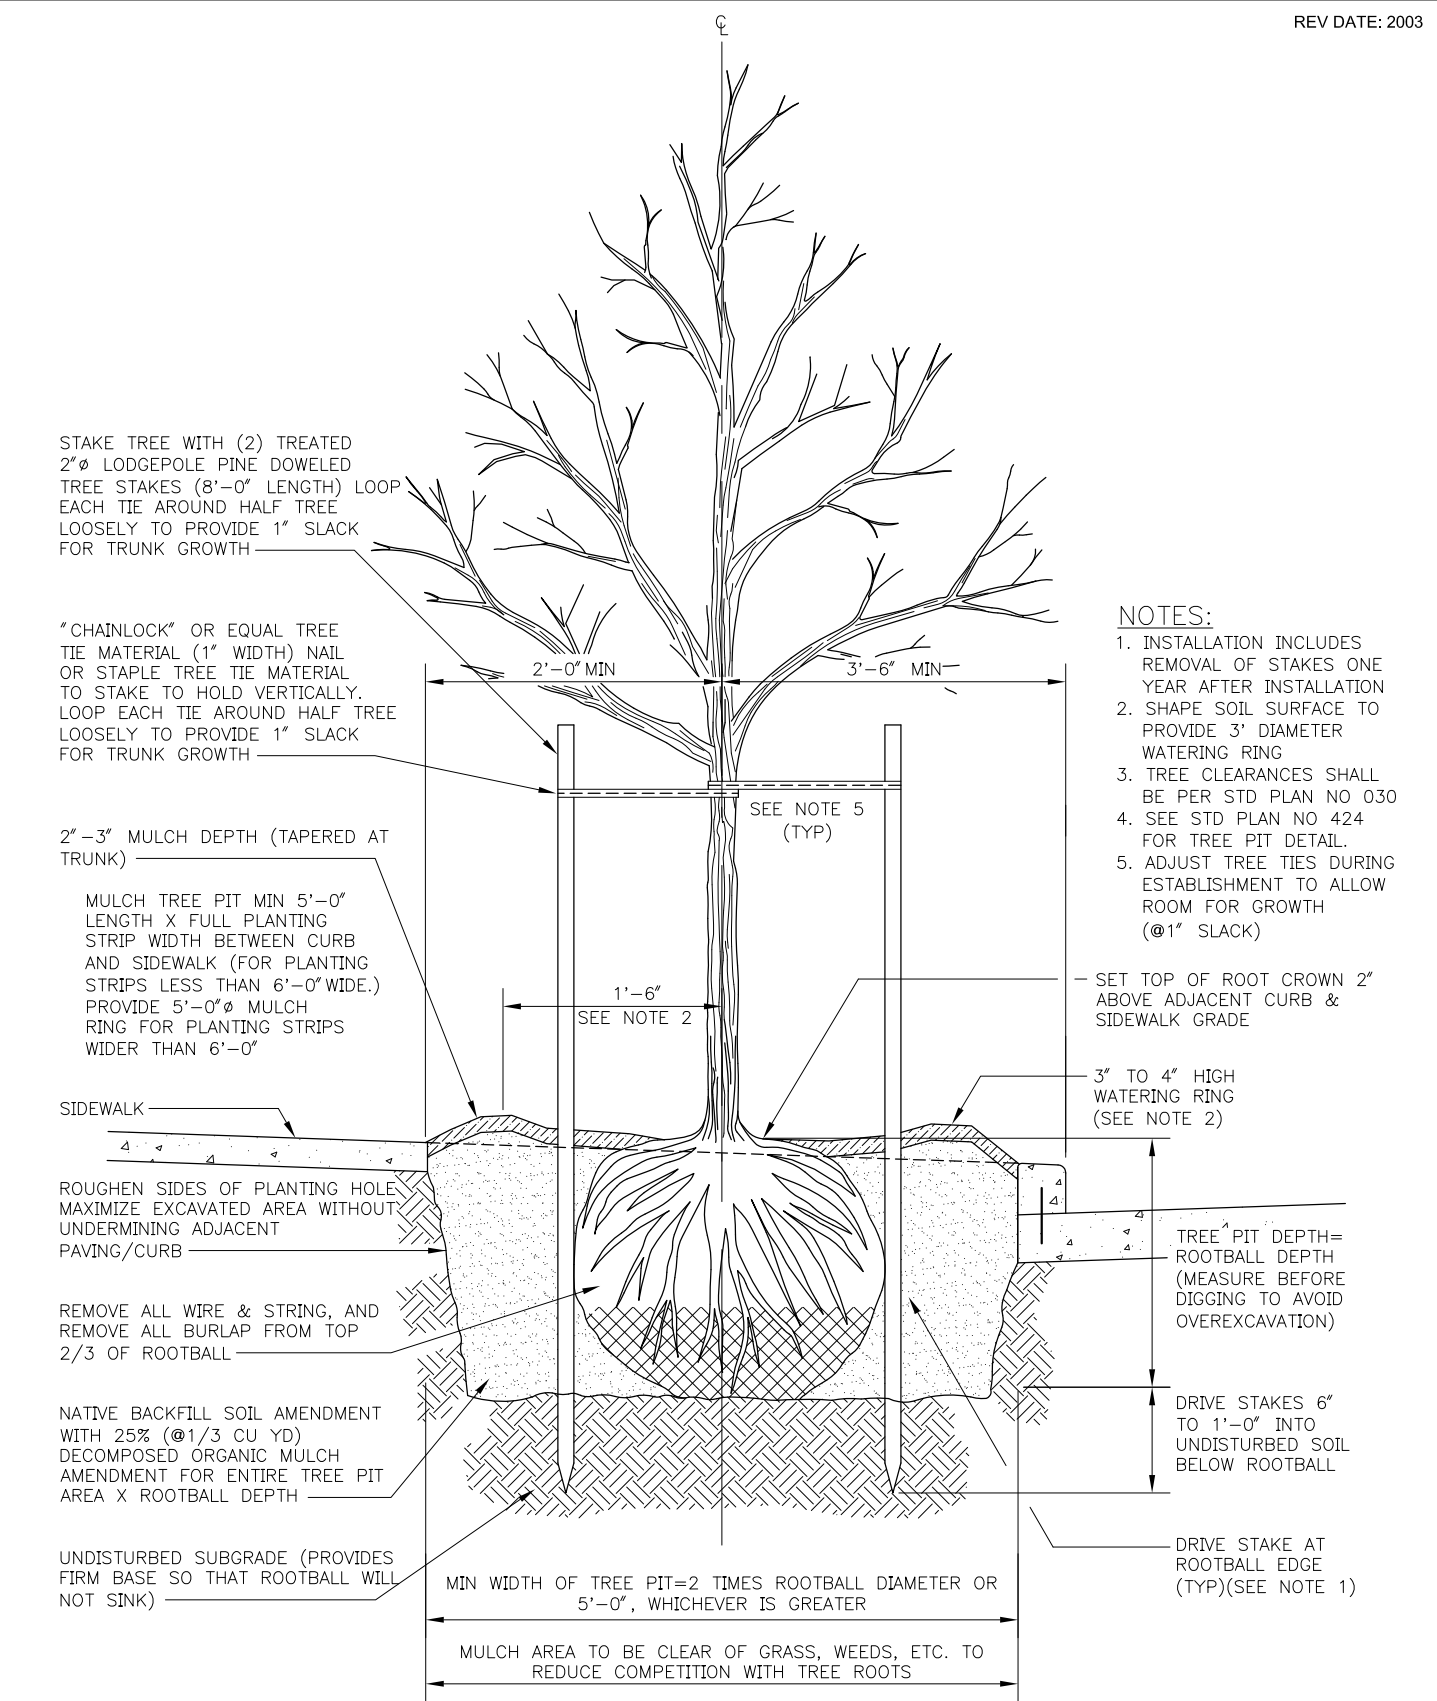 REV DATE: 2003
℄
STAKE TREE WITH (2) TREATED
2"ø LODGEPOLE PINE DOWELED
TREE STAKES (8'-0" LENGTH) LOOP
EACH TIE AROUND HALF TREE
LOOSELY TO PROVIDE 1" SLACK
FOR TRUNK GROWTH
"CHAINLOCK" OR EQUAL TREE
TIE MATERIAL (1" WIDTH) NAIL
OR STAPLE TREE TIE MATERIAL
TO STAKE TO HOLD VERTICALLY.
LOOP EACH TIE AROUND HALF TREE
LOOSELY TO PROVIDE 1" SLACK
FOR TRUNK GROWTH
2"-3" MULCH DEPTH (TAPERED AT
TRUNK)
MULCH TREE PIT MIN 5'-0"
LENGTH X FULL PLANTING
STRIP WIDTH BETWEEN CURB
AND SIDEWALK (FOR PLANTING
STRIPS LESS THAN 6'-0" WIDE.)
PROVIDE 5'-0"ø MULCH
RING FOR PLANTING STRIPS
WIDER THAN 6'-0"
SIDEWALK
ROUGHEN SIDES OF PLANTING HOLE
MAXIMIZE EXCAVATED AREA WITHOUT
UNDERMINING ADJACENT
PAVING/CURB
REMOVE ALL WIRE & STRING, AND
REMOVE ALL BURLAP FROM TOP
2/3 OF ROOTBALL
NATIVE BACKFILL SOIL AMENDMENT
WITH 25% (@1/3 CU YD)
DECOMPOSED ORGANIC MULCH
AMENDMENT FOR ENTIRE TREE PIT
AREA X ROOTBALL DEPTH
UNDISTURBED SUBGRADE (PROVIDES
FIRM BASE SO THAT ROOTBALL WILL
NOT SINK)
2'-0" MIN
3'-6" MIN
SEE NOTE 5
(TYP)
1'-6"
SEE NOTE 2
MIN WIDTH OF TREE PIT=2 TIMES ROOTBALL DIAMETER OR
5'-0", WHICHEVER IS GREATER
MULCH AREA TO BE CLEAR OF GRASS, WEEDS, ETC. TO
REDUCE COMPETITION WITH TREE ROOTS
NOTES:
1. INSTALLATION INCLUDES
REMOVAL OF STAKES ONE
YEAR AFTER INSTALLATION
2. SHAPE SOIL SURFACE TO
PROVIDE 3' DIAMETER
WATERING RING
3. TREE CLEARANCES SHALL
BE PER STD PLAN NO 030
4. SEE STD PLAN NO 424
FOR TREE PIT DETAIL.
5. ADJUST TREE TIES DURING
ESTABLISHMENT TO ALLOW
ROOM FOR GROWTH
(@1" SLACK)
SET TOP OF ROOT CROWN 2"
ABOVE ADJACENT CURB &
SIDEWALK GRADE
3" TO 4" HIGH
WATERING RING
(SEE NOTE 2)
TREE PIT DEPTH=
ROOTBALL DEPTH
(MEASURE BEFORE
DIGGING TO AVOID
OVEREXCAVATION)
DRIVE STAKES 6"
TO 1'-0" INTO
UNDISTURBED SOIL
BELOW ROOTBALL
DRIVE STAKE AT
ROOTBALL EDGE
(TYP)(SEE NOTE 1)